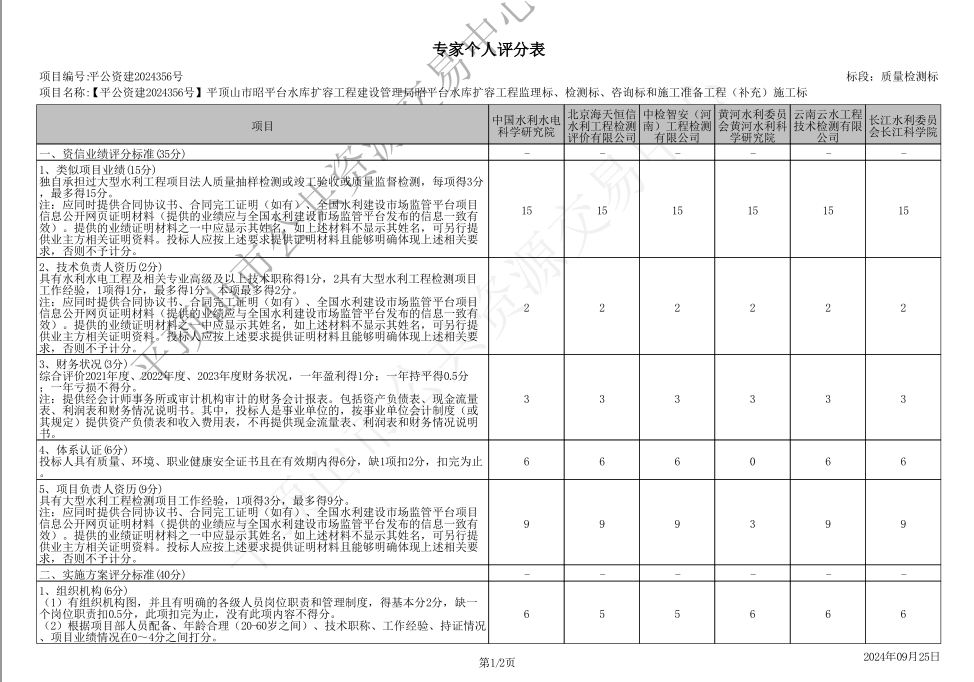 专家个人评分表
项目编号:平公资建2024356号 标段：质量检测标
项目名称:【平公资建2024356号】平顶山市昭平台水库扩容工程建设管理局昭平台水库扩容工程监理标、检测标、咨询标和施工准备工程（补充）施工标
项目 中国水利水电科学研究院 北京海天恒信水利工程检测评价有限公司 中检智安（河南）工程检测有限公司 黄河水利委员会黄河水利科学研究院 云南云水工程技术检测有限公司 长江水利委员会长江科学院
一、资信业绩评分标准(35分) – – – – – –
1、类似项目业绩(15分)
独自承担过大型水利工程项目法人质量抽样检测或竣工验收或质量监督检测，每项得3分
，最多得15分。
注：应同时提供合同协议书、合同完工证明（如有）、全国水利建设市场监管平台项目
信息公开网页证明材料（提供的业绩应与全国水利建设市场监管平台发布的信息一致有
效）。提供的业绩证明材料之一中应显示其姓名，如上述材料不显示其姓名，可另行提
供业主方相关证明资料。投标人应按上述要求提供证明材料且能够明确体现上述相关要
求，否则不予计分。
15 15 15 15 15 15
2、技术负责人资历(2分)
具有水利水电工程及相关专业高级及以上技术职称得1分，2具有大型水利工程检测项目
工作经验，1项得1分，最多得1分。本项最多得2分。
注：应同时提供合同协议书、合同完工证明（如有）、全国水利建设市场监管平台项目
信息公开网页证明材料（提供的业绩应与全国水利建设市场监管平台发布的信息一致有
效）。提供的业绩证明材料之一中应显示其姓名，如上述材料不显示其姓名，可另行提
供业主方相关证明资料。投标人应按上述要求提供证明材料且能够明确体现上述相关要
求，否则不予计分。
2 2 2 2 2 2
3、财务状况(3分)
综合评价2021年度、2022年度、2023年度财务状况，一年盈利得1分；一年持平得0.5分
；一年亏损不得分。
注：提供经会计师事务所或审计机构审计的财务会计报表。包括资产负债表、现金流量
表、利润表和财务情况说明书。其中，投标人是事业单位的，按事业单位会计制度（或
其规定）提供资产负债表和收入费用表，不再提供现金流量表、利润表和财务情况说明
书。
3 3 3 3 3 3
4、体系认证(6分)
投标人具有质量、环境、职业健康安全证书且在有效期内得6分，缺1项扣2分，扣完为止
。
6 6 6 0 6 6
5、项目负责人资历(9分)
具有大型水利工程检测项目工作经验，1项得3分，最多得9分。
注：应同时提供合同协议书、合同完工证明（如有）、全国水利建设市场监管平台项目
信息公开网页证明材料（提供的业绩应与全国水利建设市场监管平台发布的信息一致有
效）。提供的业绩证明材料之一中应显示其姓名，如上述材料不显示其姓名，可另行提
供业主方相关证明资料。投标人应按上述要求提供证明材料且能够明确体现上述相关要
求，否则不予计分。
9 9 9 3 9 9
二、实施方案评分标准(40分) – – – – – –
1、组织机构(6分)
（1）有组织机构图，并且有明确的各级人员岗位职责和管理制度，得基本分2分，缺一
个岗位职责扣0.5分，此项扣完为止，没有此项内容不得分。
（2）根据项目部人员配备、年龄合理（20-60岁之间）、技术职称、工作经验、持证情况
、项目业绩情况在0～4分之间打分。
6 5 5 6 6 6
第1/2页
2024年09月25日
平顶山市公共资源交易中心
平顶山市公共资源交易中心